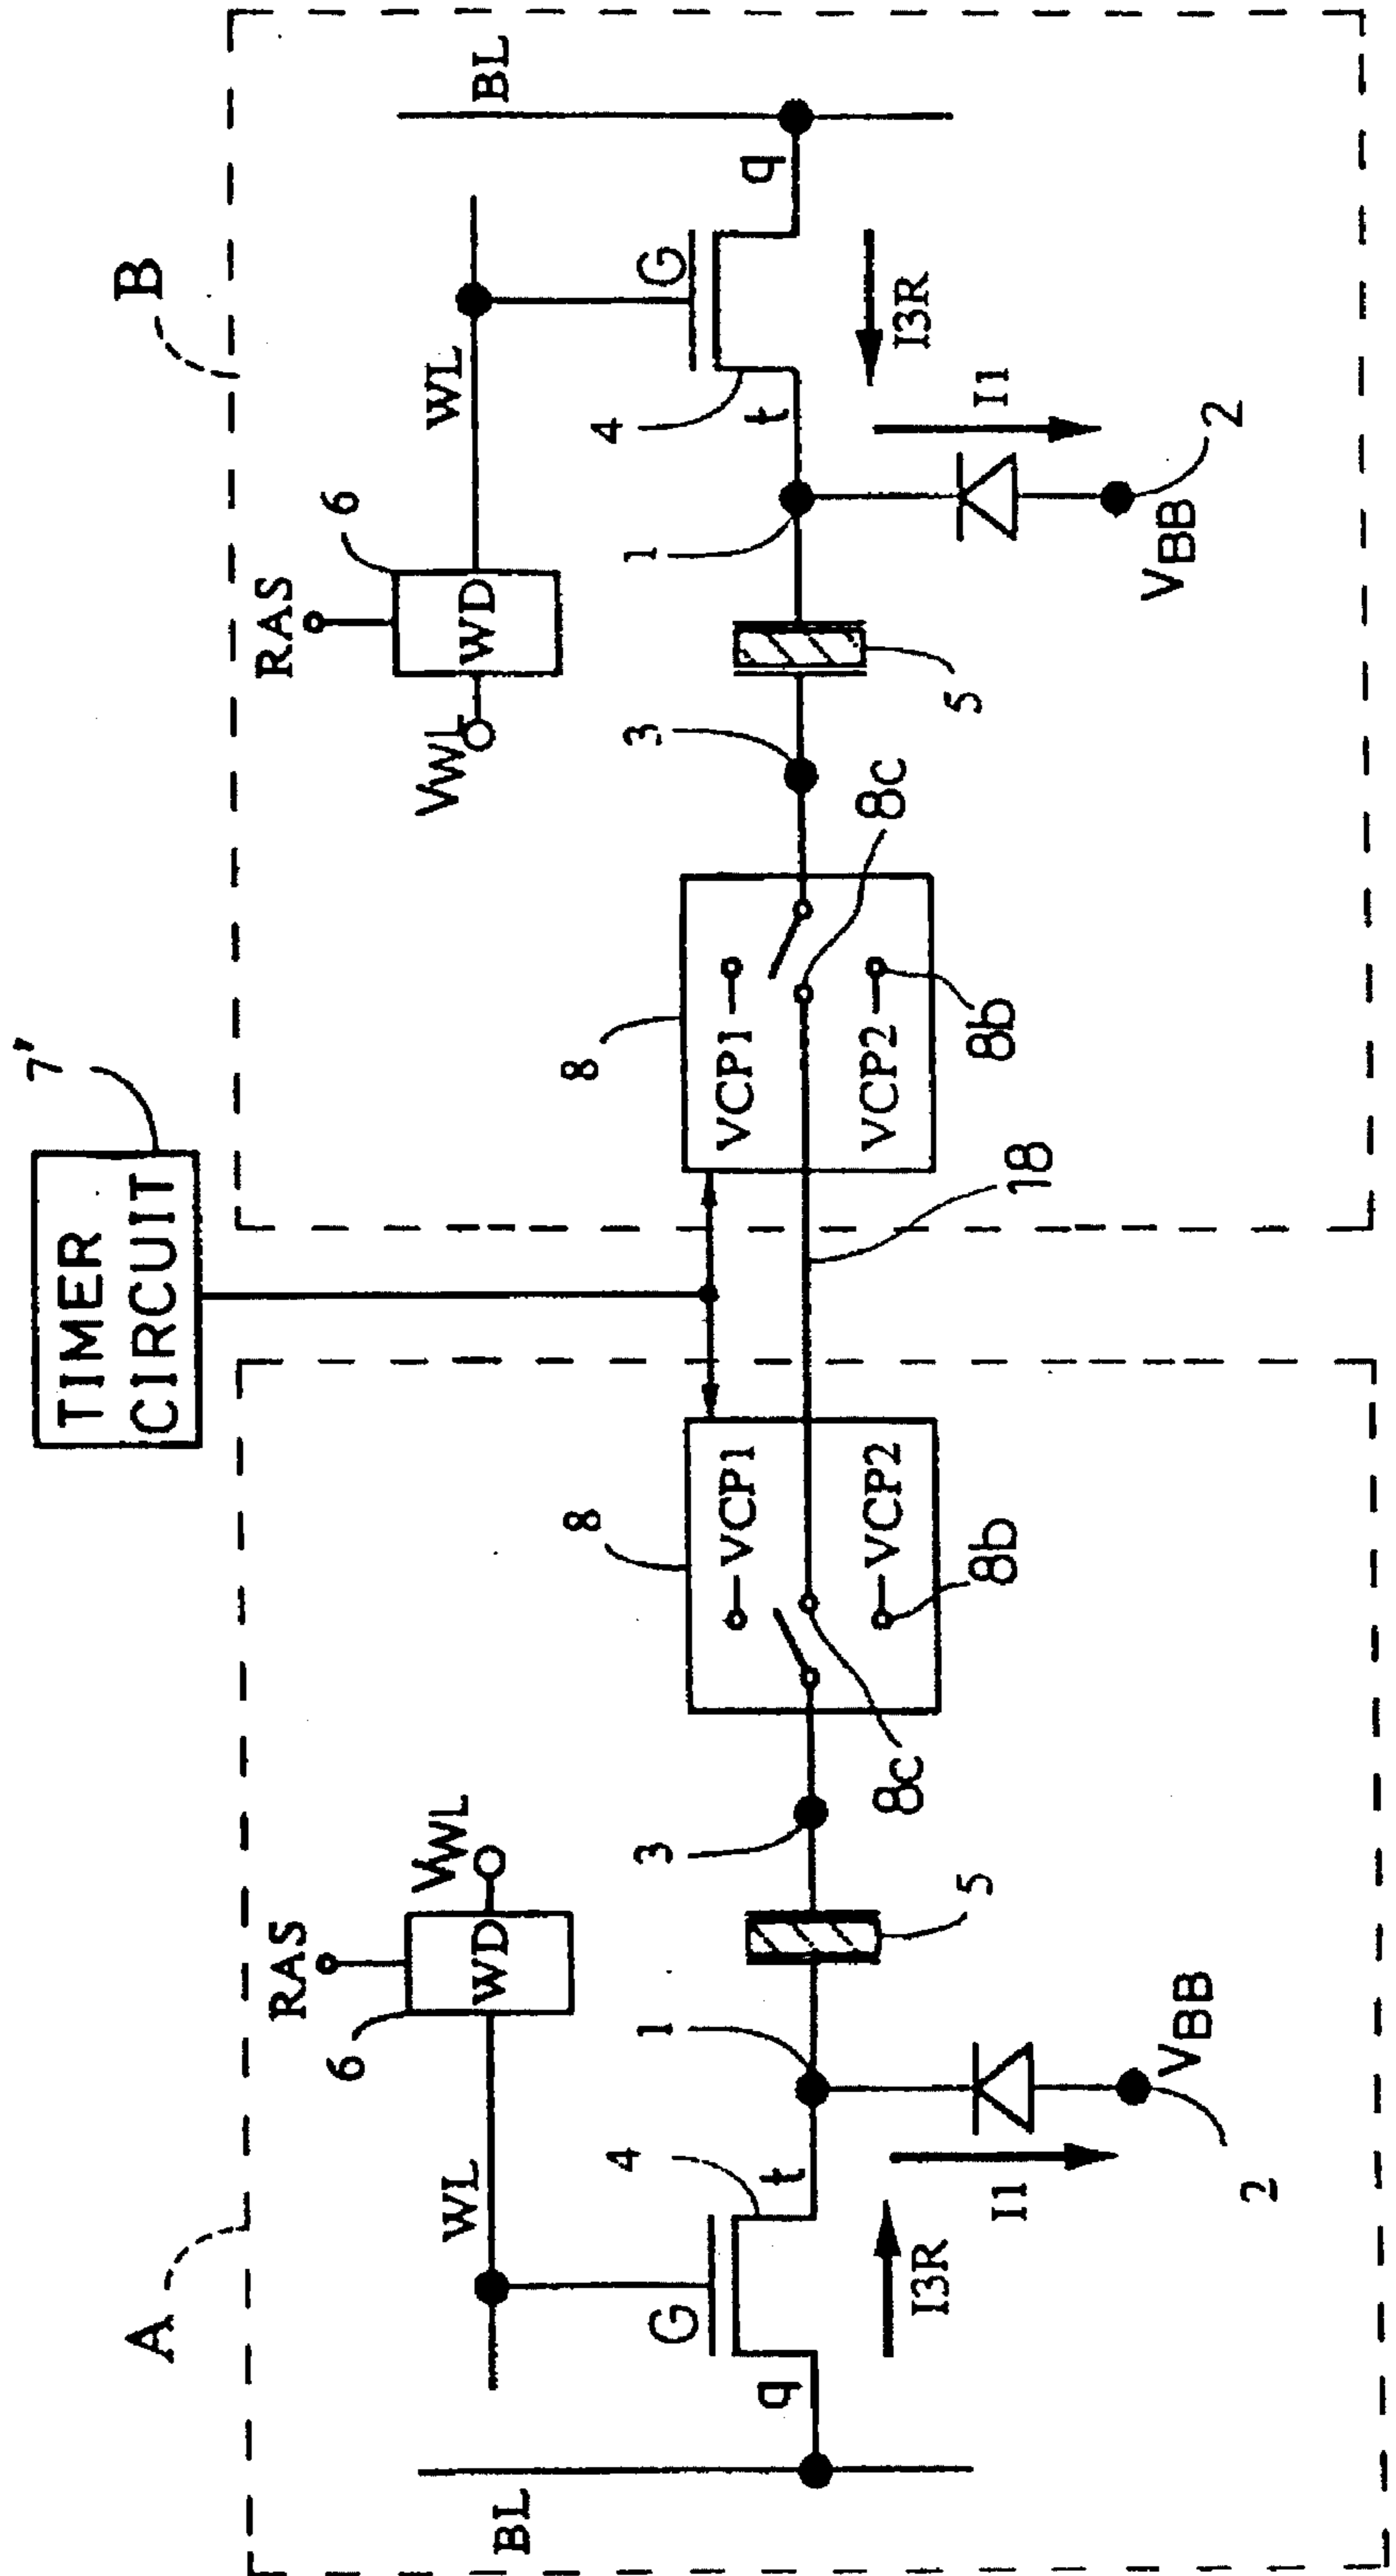 TIMER
CIRCUIT
7'
A
B
RAS
VWL
WD
6
WL
BL
G
q
t
4
I3R
I1
1
2
VBB
5
3
8
VCP1
VCP2
8b
8c
18
RAS
VWL
WD
6
WL
BL
G
q
t
4
I3R
I1
1
2
VBB
5
3
8
VCP1
VCP2
8b
8c